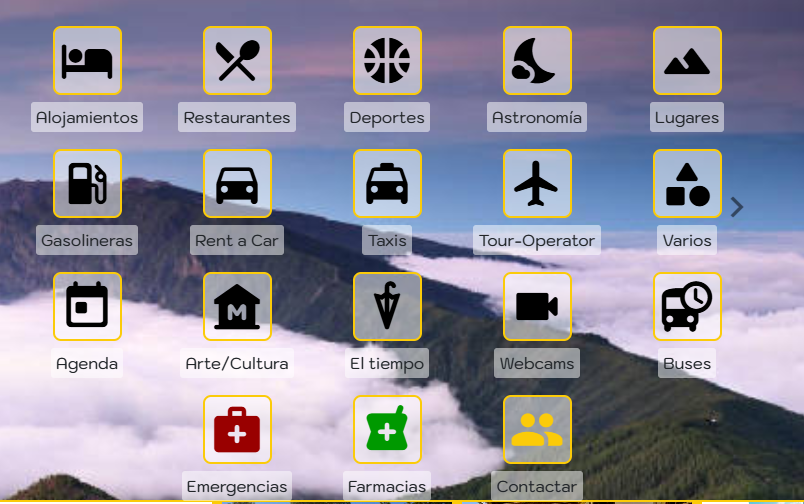 Alojamientos Restaurantes Deportes Astronomía Lugares
Gasolineras Rent a Car Taxis Tour-Operator Varios
M
Agenda Arte/Cultura El tiempo Webcams Buses
Emergencias Farmacias Contactar